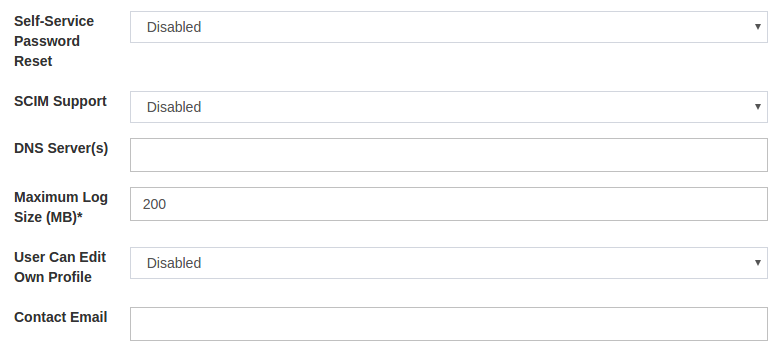 Self-Service
Password
Reset
Disabled
SCIM Support
Disabled
DNS Server(s)
Maximum Log
Size (MB)*
200
User Can Edit
Own Profile
Disabled
Contact Email